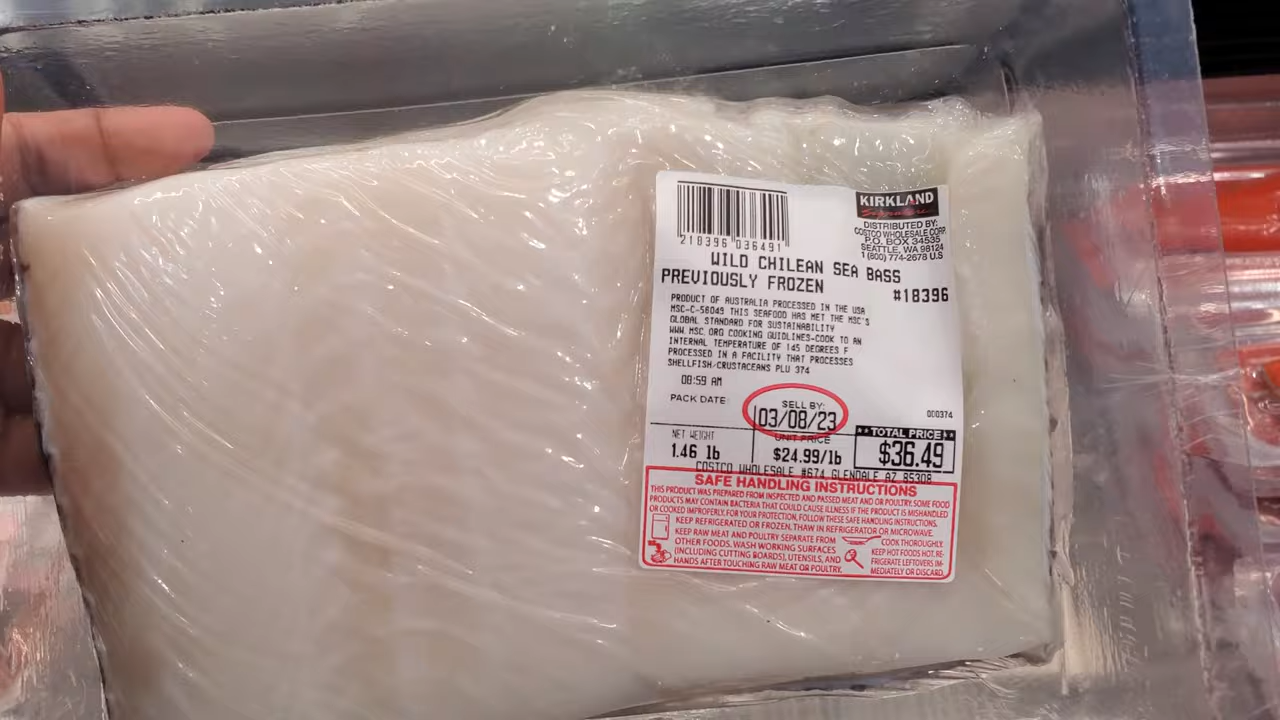 218396 036491
KIRKLAND
Signature
DISTRIBUTED BY:
COSTCO WHOLESALE CORP
P.O. BOX 34535
SEATTLE, WA 98124
1 (800) 774-2678 U.S
WILD CHILEAN SEA BASS
PREVIOUSLY FROZEN
#18396
PRODUCT OF AUSTRALIA PROCESSED IN THE USA
MSC-C-56049 THIS SEAFOOD HAS MET THE MSC'S
GLOBAL STANDARD FOR SUSTAINABILITY
WWW.MSC.ORG COOKING GUIDLINES-COOK TO AN
INTERNAL TEMPERATURE OF 145 DEGREES F
PROCESSED IN A FACILITY THAT PROCESSES
SHELLFISH/CRUSTACEANS PLU 374
08:59 AM
PACK DATE:
SELL BY:
03/08/23
000374
NET WEIGHT
1.46 lb
UNIT PRICE
$24.99/lb
**TOTAL PRICE**
$36.49
COSTCO WHOLESALE #674 GLENDALE AZ 85308
SAFE HANDLING INSTRUCTIONS
THIS PRODUCT WAS PREPARED FROM INSPECTED AND PASSED MEAT AND OR POULTRY. SOME FOOD
PRODUCTS MAY CONTAIN BACTERIA THAT COULD CAUSE ILLNESS IF THE PRODUCT IS MISHANDLED
OR COOKED IMPROPERLY. FOR YOUR PROTECTION, FOLLOW THESE SAFE HANDLING INSTRUCTIONS.
KEEP REFRIGERATED OR FROZEN. THAW IN REFRIGERATOR OR MICROWAVE.
KEEP RAW MEAT AND POULTRY SEPARATE FROM
OTHER FOODS. WASH WORKING SURFACES
(INCLUDING CUTTING BOARDS), UTENSILS, AND
HANDS AFTER TOUCHING RAW MEAT OR POULTRY.
COOK THOROUGHLY.
KEEP HOT FOODS HOT. RE-
FRIGERATE LEFTOVERS IM-
MEDIATELY OR DISCARD.